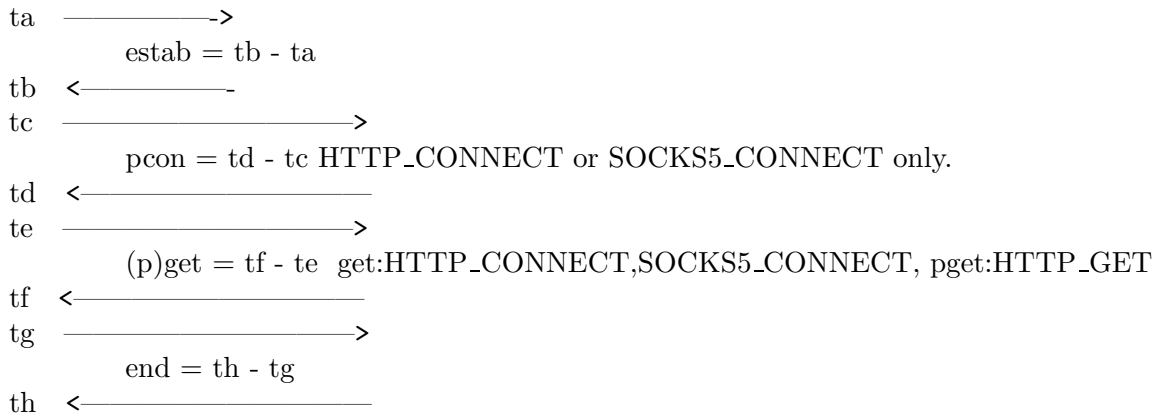 ta ——————-->
estab = tb - ta
tb <——————-
tc ————————————>
pcon = td - tc HTTP_CONNECT or SOCKS5_CONNECT only.
td <————————————
te ————————————>
(p)get = tf - te get:HTTP_CONNECT,SOCKS5_CONNECT, pget:HTTP_GET
tf <————————————
tg ————————————>
end = th - tg
th <————————————